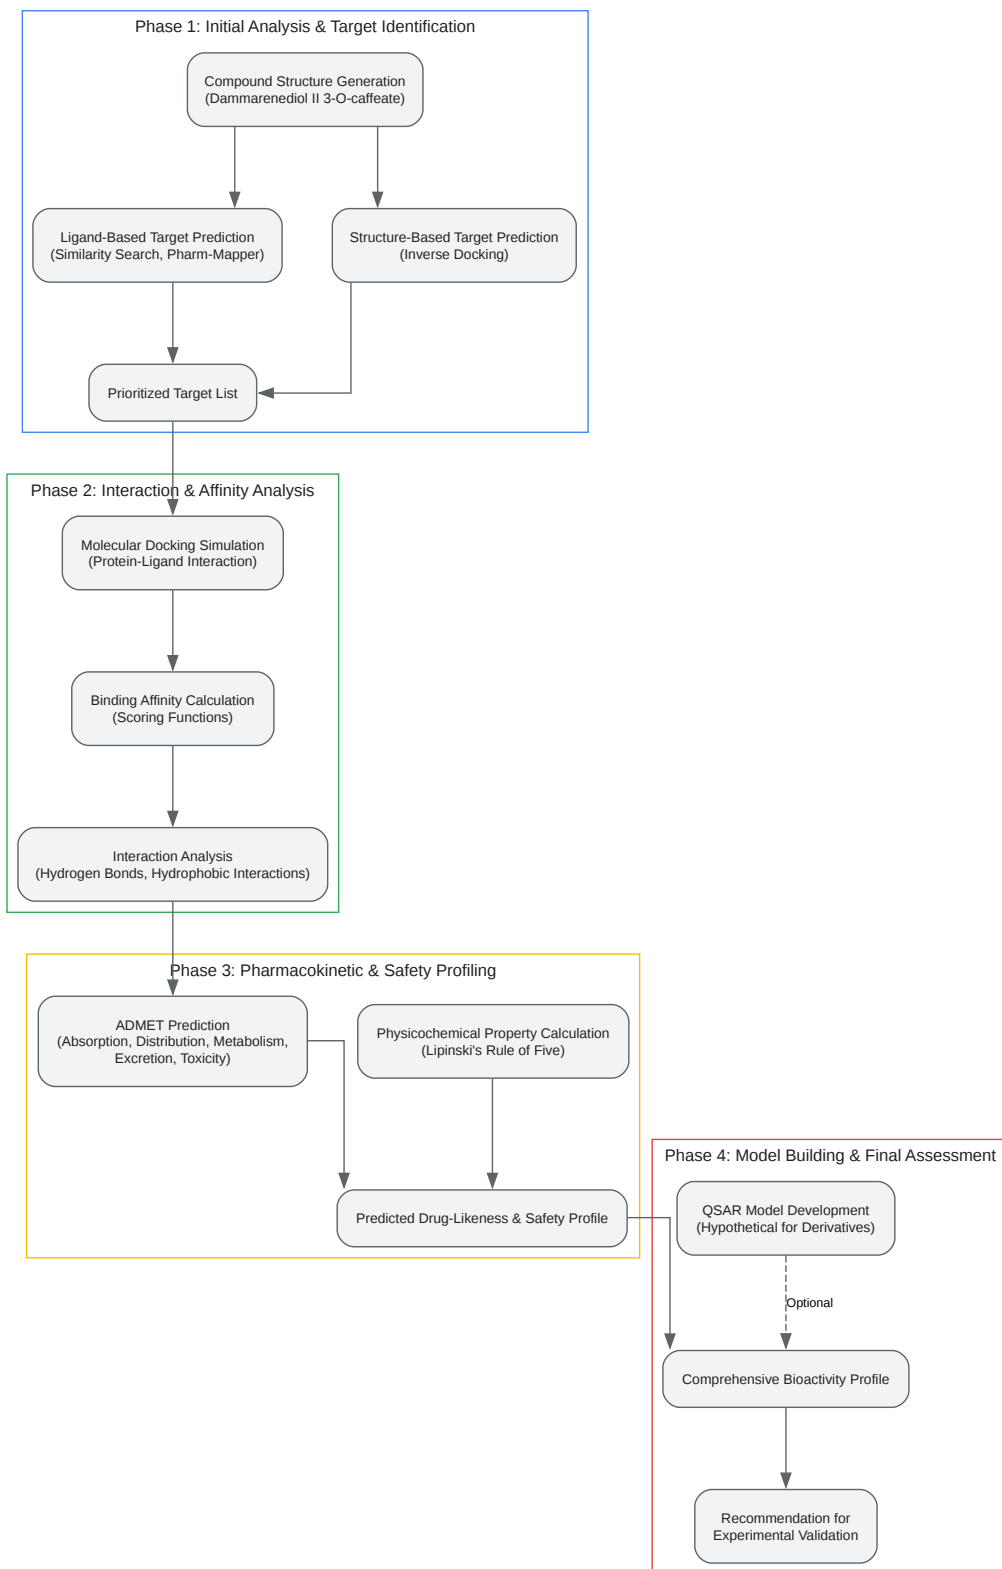 Phase 1: Initial Analysis & Target Identification
Compound Structure Generation
(Dammarenediol II 3-O-caffeate)
Ligand-Based Target Prediction
(Similarity Search, Pharm-Mapper)
Structure-Based Target Prediction
(Inverse Docking)
Prioritized Target List
Phase 2: Interaction & Affinity Analysis
Molecular Docking Simulation
(Protein-Ligand Interaction)
Binding Affinity Calculation
(Scoring Functions)
Interaction Analysis
(Hydrogen Bonds, Hydrophobic Interactions)
Phase 3: Pharmacokinetic & Safety Profiling
ADMET Prediction
(Absorption, Distribution, Metabolism,
Excretion, Toxicity)
Physicochemical Property Calculation
(Lipinski's Rule of Five)
Predicted Drug-Likeness & Safety Profile
Phase 4: Model Building & Final Assessment
QSAR Model Development
(Hypothetical for Derivatives)
Optional
Comprehensive Bioactivity Profile
Recommendation for
Experimental Validation